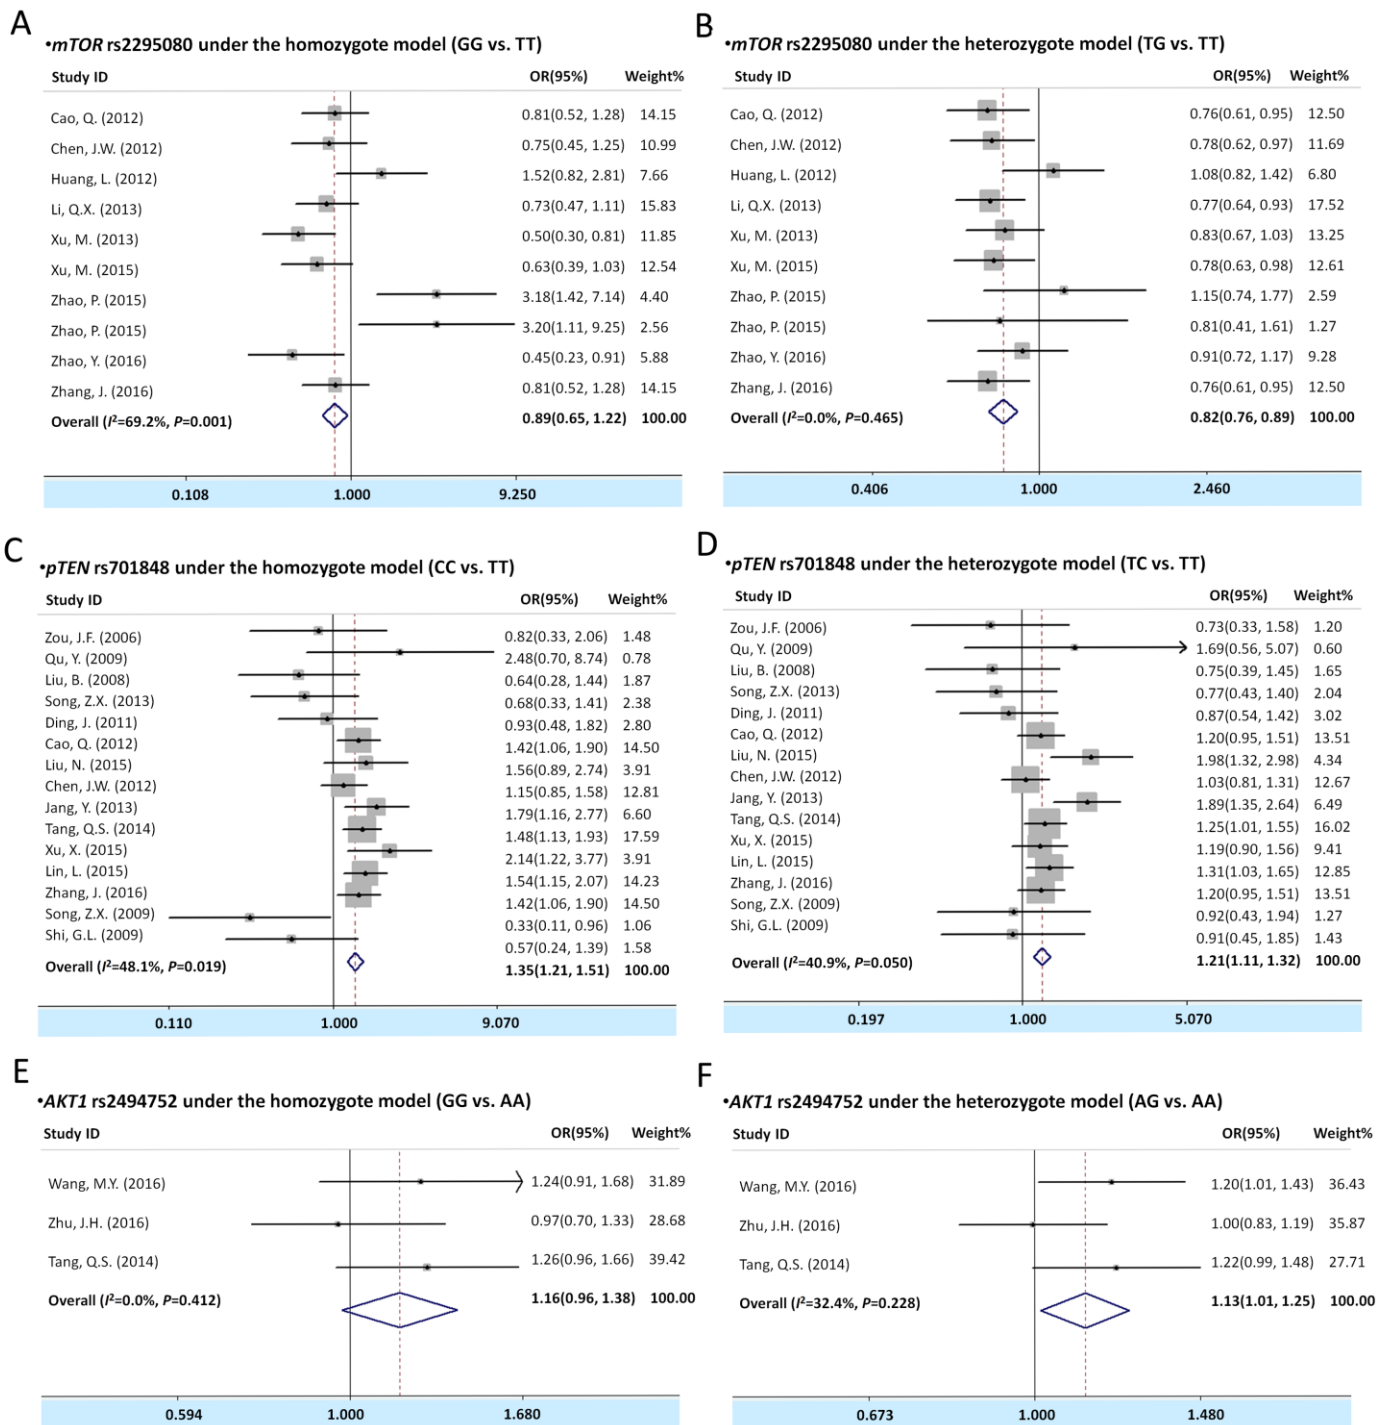 A
•mTOR rs2295080 under the homozygote model (GG vs. TT)
Study ID OR(95%) Weight%
Cao, Q. (2012) 0.81(0.52, 1.28) 14.15
Chen, J.W. (2012) 0.75(0.45, 1.25) 10.99
Huang, L. (2012) 1.52(0.82, 2.81) 7.66
Li, Q.X. (2013) 0.73(0.47, 1.11) 15.83
Xu, M. (2013) 0.50(0.30, 0.81) 11.85
Xu, M. (2015) 0.63(0.39, 1.03) 12.54
Zhao, P. (2015) 3.18(1.42, 7.14) 4.40
Zhao, P. (2015) 3.20(1.11, 9.25) 2.56
Zhao, Y. (2016) 0.45(0.23, 0.91) 5.88
Zhang, J. (2016) 0.81(0.52, 1.28) 14.15
Overall (I²=69.2%, P=0.001) 0.89(0.65, 1.22) 100.00
0.108 1.000 9.250
B
•mTOR rs2295080 under the heterozygote model (TG vs. TT)
Study ID OR(95%) Weight%
Cao, Q. (2012) 0.76(0.61, 0.95) 12.50
Chen, J.W. (2012) 0.78(0.62, 0.97) 11.69
Huang, L. (2012) 1.08(0.82, 1.42) 6.80
Li, Q.X. (2013) 0.77(0.64, 0.93) 17.52
Xu, M. (2013) 0.83(0.67, 1.03) 13.25
Xu, M. (2015) 0.78(0.63, 0.98) 12.61
Zhao, P. (2015) 1.15(0.74, 1.77) 2.59
Zhao, P. (2015) 0.81(0.41, 1.61) 1.27
Zhao, Y. (2016) 0.91(0.72, 1.17) 9.28
Zhang, J. (2016) 0.76(0.61, 0.95) 12.50
Overall (I²=0.0%, P=0.465) 0.82(0.76, 0.89) 100.00
0.406 1.000 2.460
C
•pTEN rs701848 under the homozygote model (CC vs. TT)
Study ID OR(95%) Weight%
Zou, J.F. (2006) 0.82(0.33, 2.06) 1.48
Qu, Y. (2009) 2.48(0.70, 8.74) 0.78
Liu, B. (2008) 0.64(0.28, 1.44) 1.87
Song, Z.X. (2013) 0.68(0.33, 1.41) 2.38
Ding, J. (2011) 0.93(0.48, 1.82) 2.80
Cao, Q. (2012) 1.42(1.06, 1.90) 14.50
Liu, N. (2015) 1.56(0.89, 2.74) 3.91
Chen, J.W. (2012) 1.15(0.85, 1.58) 12.81
Jang, Y. (2013) 1.79(1.16, 2.77) 6.60
Tang, Q.S. (2014) 1.48(1.13, 1.93) 17.59
Xu, X. (2015) 2.14(1.22, 3.77) 3.91
Lin, L. (2015) 1.54(1.15, 2.07) 14.23
Zhang, J. (2016) 1.42(1.06, 1.90) 14.50
Song, Z.X. (2009) 0.33(0.11, 0.96) 1.06
Shi, G.L. (2009) 0.57(0.24, 1.39) 1.58
Overall (I²=48.1%, P=0.019) 1.35(1.21, 1.51) 100.00
0.110 1.000 9.070
D
•pTEN rs701848 under the heterozygote model (TC vs. TT)
Study ID OR(95%) Weight%
Zou, J.F. (2006) 0.73(0.33, 1.58) 1.20
Qu, Y. (2009) 1.69(0.56, 5.07) 0.60
Liu, B. (2008) 0.75(0.39, 1.45) 1.65
Song, Z.X. (2013) 0.77(0.43, 1.40) 2.04
Ding, J. (2011) 0.87(0.54, 1.42) 3.02
Cao, Q. (2012) 1.20(0.95, 1.51) 13.51
Liu, N. (2015) 1.98(1.32, 2.98) 4.34
Chen, J.W. (2012) 1.03(0.81, 1.31) 12.67
Jang, Y. (2013) 1.89(1.35, 2.64) 6.49
Tang, Q.S. (2014) 1.25(1.01, 1.55) 16.02
Xu, X. (2015) 1.19(0.90, 1.56) 9.41
Lin, L. (2015) 1.31(1.03, 1.65) 12.85
Zhang, J. (2016) 1.20(0.95, 1.51) 13.51
Song, Z.X. (2009) 0.92(0.43, 1.94) 1.27
Shi, G.L. (2009) 0.91(0.45, 1.85) 1.43
Overall (I²=40.9%, P=0.050) 1.21(1.11, 1.32) 100.00
0.197 1.000 5.070
E
•AKT1 rs2494752 under the homozygote model (GG vs. AA)
Study ID OR(95%) Weight%
Wang, M.Y. (2016) 1.24(0.91, 1.68) 31.89
Zhu, J.H. (2016) 0.97(0.70, 1.33) 28.68
Tang, Q.S. (2014) 1.26(0.96, 1.66) 39.42
Overall (I²=0.0%, P=0.412) 1.16(0.96, 1.38) 100.00
0.594 1.000 1.680
F
•AKT1 rs2494752 under the heterozygote model (AG vs. AA)
Study ID OR(95%) Weight%
Wang, M.Y. (2016) 1.20(1.01, 1.43) 36.43
Zhu, J.H. (2016) 1.00(0.83, 1.19) 35.87
Tang, Q.S. (2014) 1.22(0.99, 1.48) 27.71
Overall (I²=32.4%, P=0.228) 1.13(1.01, 1.25) 100.00
0.673 1.000 1.480